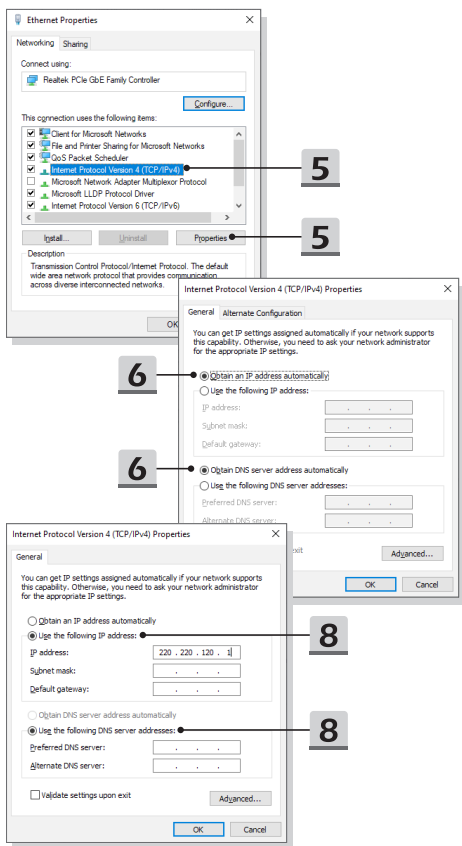 Ethernet Properties
Networking Sharing
Connect using:
Realtek PCIe GbE Family Controller
Configure...
This connection uses the following items:
Client for Microsoft Networks
File and Printer Sharing for Microsoft Networks
QoS Packet Scheduler
Internet Protocol Version 4 (TCP/IPv4)
5
Microsoft Network Adapter Multiplexor Protocol
Microsoft LLDP Protocol Driver
Internet Protocol Version 6 (TCP/IPv6)
Install... Uninstall Properties
5
Description
Transmission Control Protocol/Internet Protocol. The default
wide area network protocol that provides communication
across diverse interconnected networks.
OK
Internet Protocol Version 4 (TCP/IPv4) Properties
General Alternate Configuration
You can get IP settings assigned automatically if your network supports
this capability. Otherwise, you need to ask your network administrator
for the appropriate IP settings.
6
Obtain an IP address automatically
Use the following IP address:
IP address:
Subnet mask:
Default gateway:
6
Obtain DNS server address automatically
Use the following DNS server addresses:
Preferred DNS server:
Alternate DNS server:
exit
Advanced...
OK Cancel
Internet Protocol Version 4 (TCP/IPv4) Properties
General
You can get IP settings assigned automatically if your network supports
this capability. Otherwise, you need to ask your network administrator
for the appropriate IP settings.
Obtain an IP address automatically
Use the following IP address:
8
IP address: 220 . 220 . 120 . 1
Subnet mask: . . .
Default gateway: . . .
Obtain DNS server address automatically
Use the following DNS server addresses:
8
Preferred DNS server: . . .
Alternate DNS server: . . .
Validate settings upon exit
Advanced...
OK Cancel